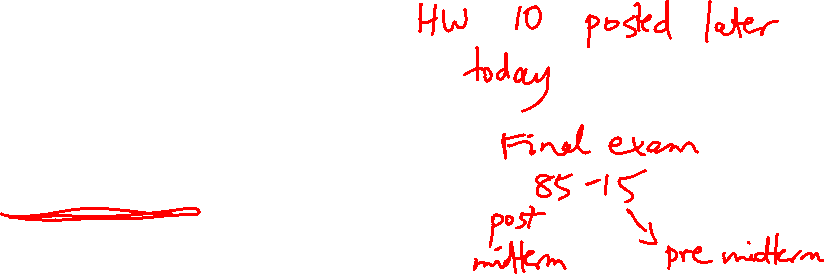 HW 10 posted later
today
Final exam
85-15
post
midterm
pre midterm